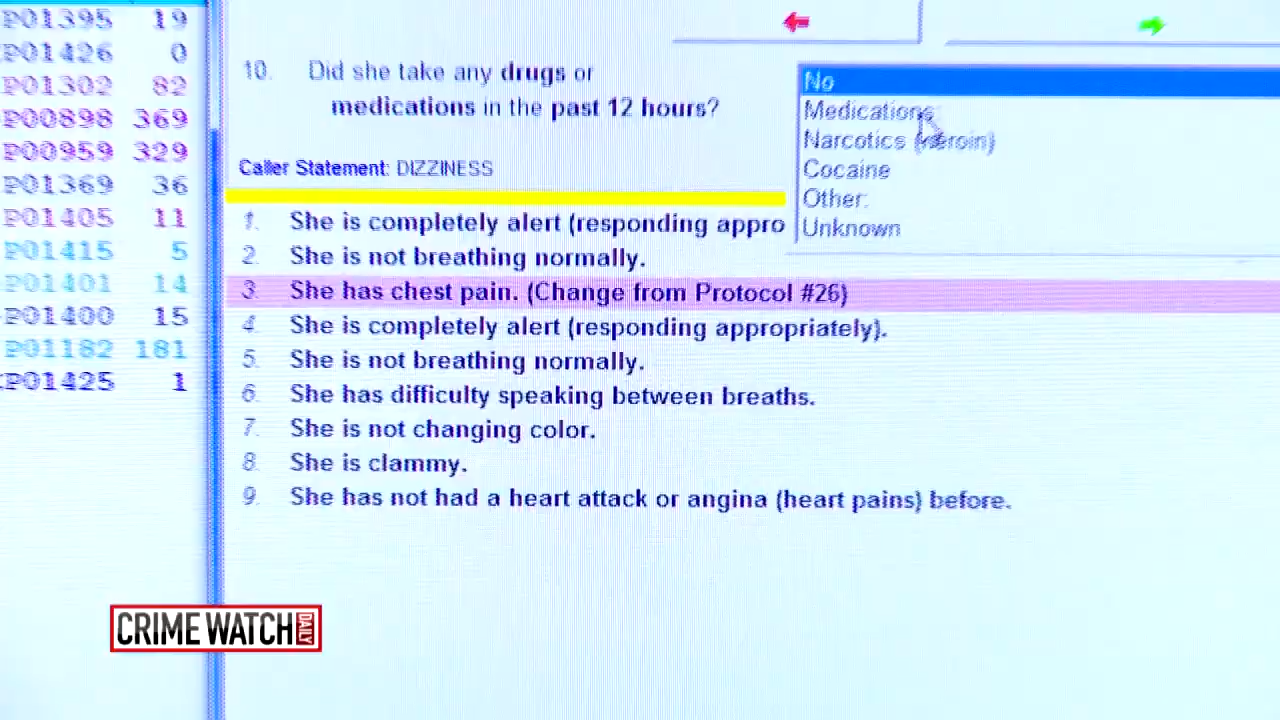 P01395 19
P01426 0
P01302 82
P00898 369
P00959 329
P01369 36
P01405 11
P01415 5
P01401 14
P01400 15
P01182 181
P01425 1
10. Did she take any drugs or
medications in the past 12 hours?
No
Medications
Narcotics (heroin)
Cocaine
Other:
Unknown
Caller Statement: DIZZINESS
1. She is completely alert (responding appro
2. She is not breathing normally.
3. She has chest pain. (Change from Protocol #26)
4. She is completely alert (responding appropriately).
5. She is not breathing normally.
6. She has difficulty speaking between breaths.
7. She is not changing color.
8. She is clammy.
9. She has not had a heart attack or angina (heart pains) before.
CRIME WATCH DAILY